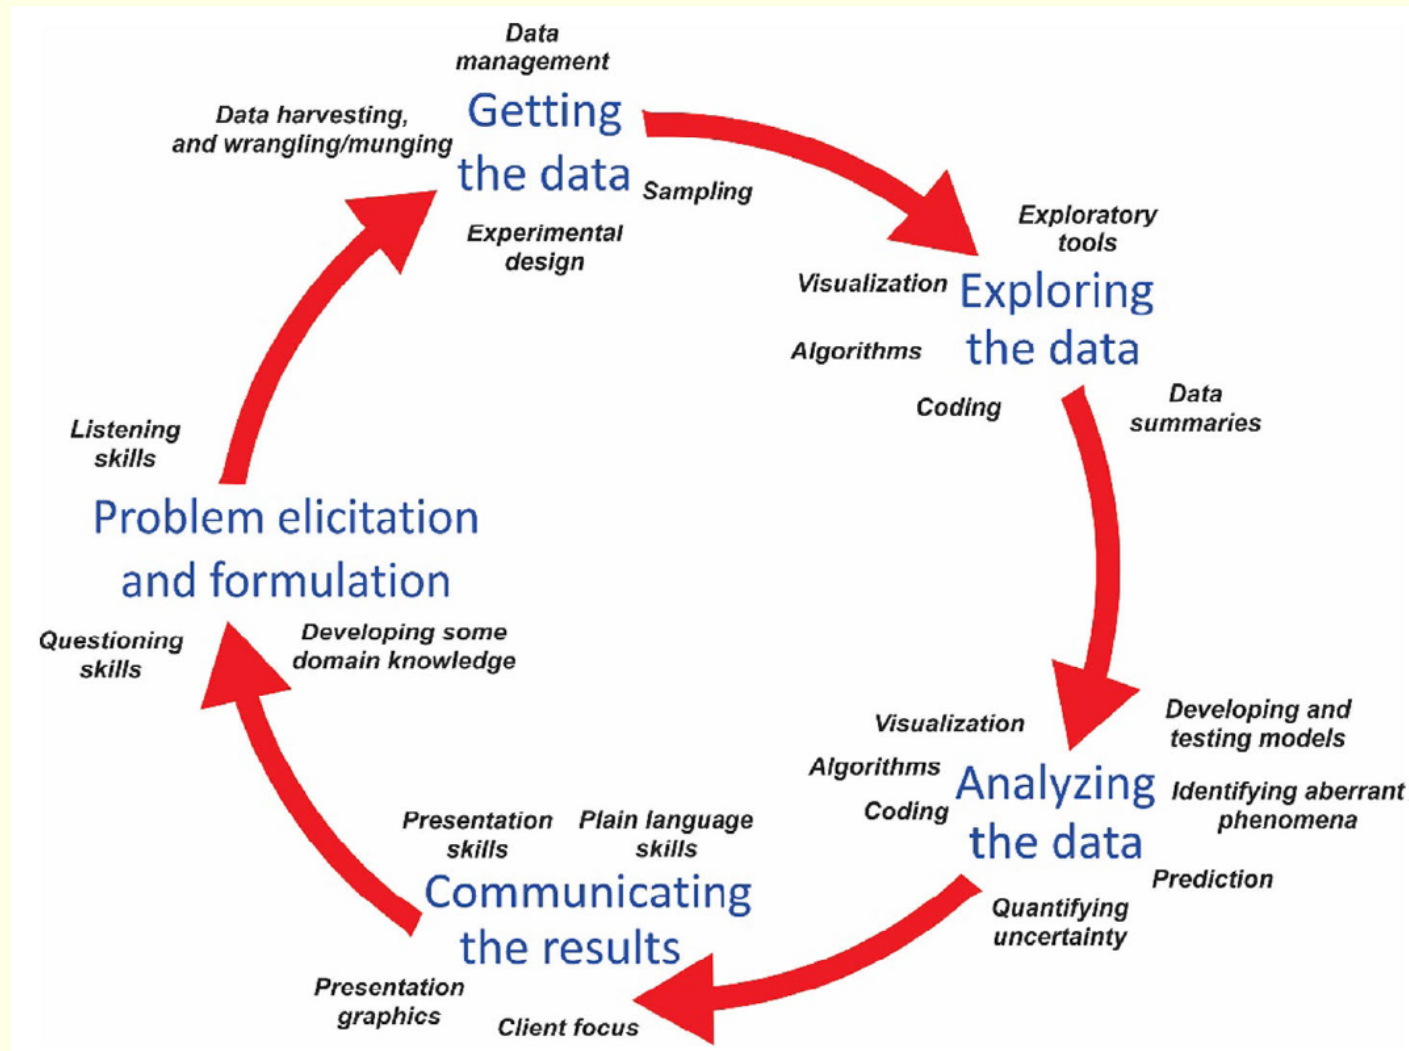 Data
management
Data harvesting,
and wrangling/munging
Getting
the data
Sampling
Experimental
design
Exploratory
tools
Visualization
Exploring
the data
Algorithms
Coding
Data
summaries
Listening
skills
Problem elicitation
and formulation
Questioning
skills
Developing some
domain knowledge
Visualization
Developing and
testing models
Algorithms
Analyzing
the data
Coding
Identifying aberrant
phenomena
Prediction
Quantifying
uncertainty
Presentation
skills
Plain language
skills
Communicating
the results
Presentation
graphics
Client focus